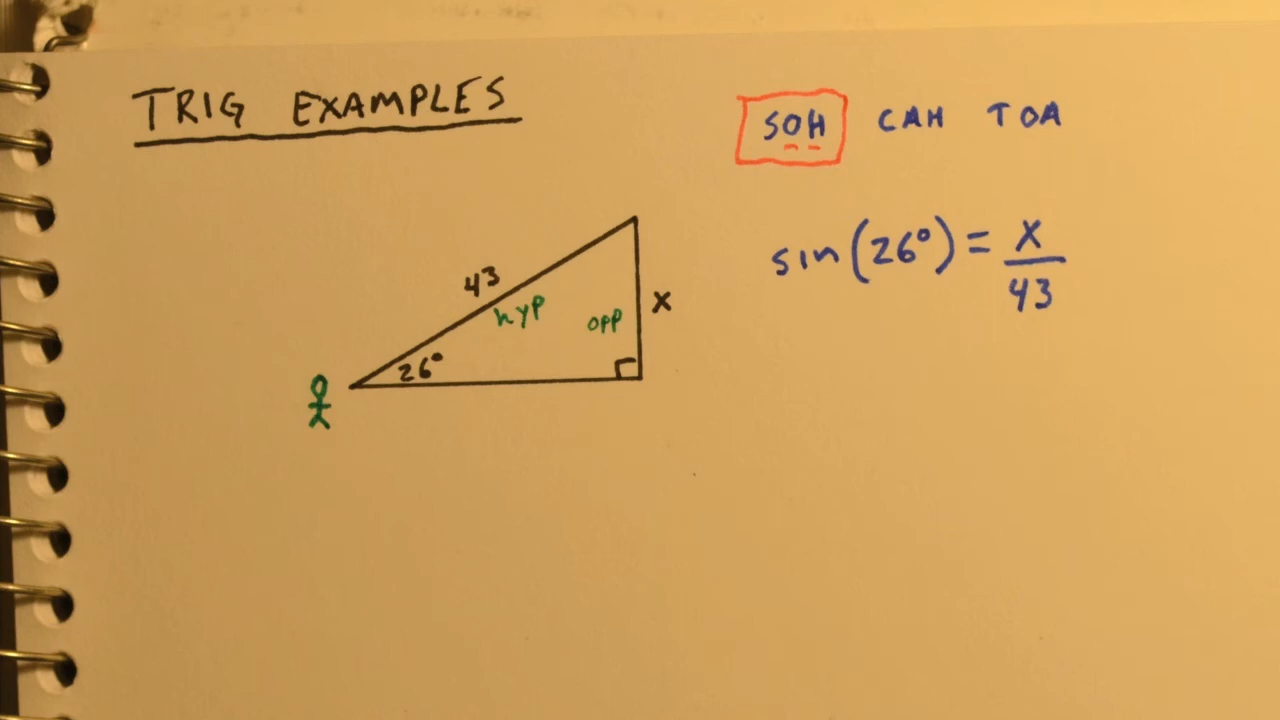 TRIG EXAMPLES
SOH CAH TOA
sin(26°) = x/43
43
hyp
opp
x
26°